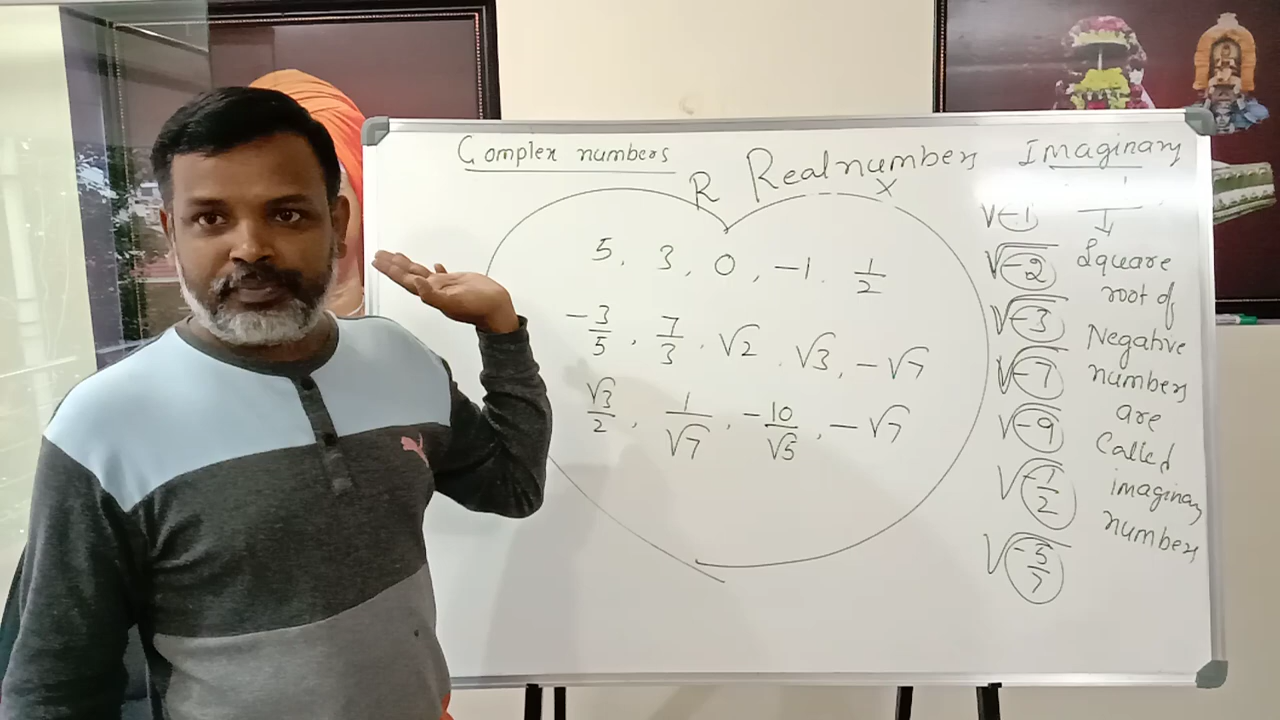 Complex numbers
R Real numbers
x
5, 3, 0, -1, 1/2
-3/5, 7/3, √2, √3, -√7
√3/2, 1/√7, -10/√5, -√7
Imaginary
√-1
√-2
√-3
√-7
√-9
√-1/2
√-5/7
Square
root of
Negative
numbers
are
Called
imaginary
numbers